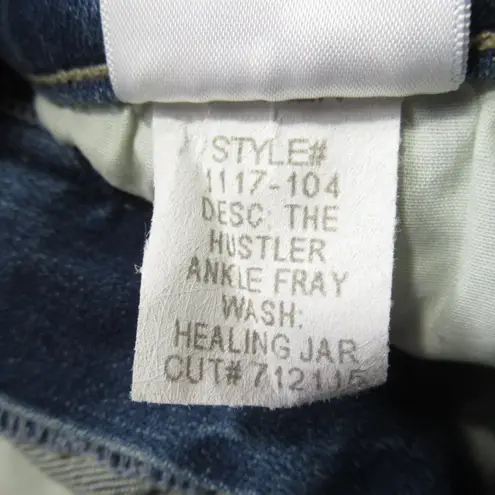 STYLE#
1117-104
DESC: THE
HUSTLER
ANKLE FRAY
WASH:
HEALING JAR
CUT# 712115